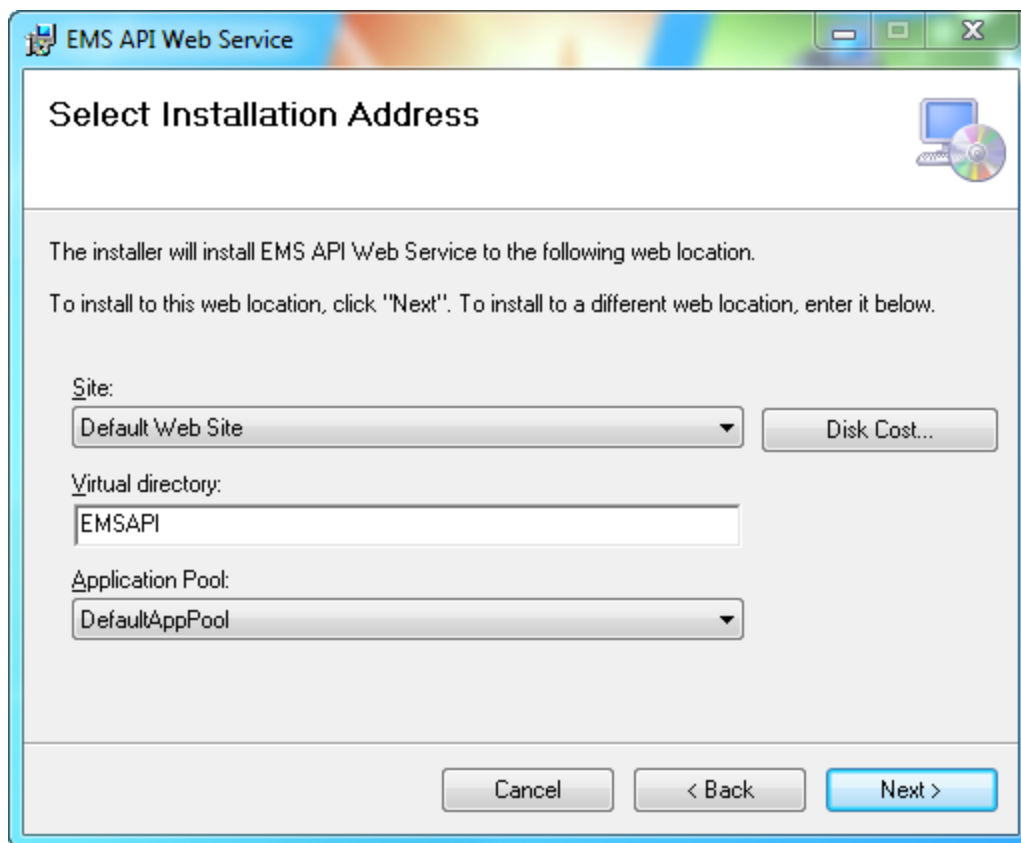 EMS API Web Service
Select Installation Address
The installer will install EMS API Web Service to the following web location.
To install to this web location, click "Next". To install to a different web location, enter it below.
Site:
Default Web Site
Disk Cost...
Virtual directory:
EMSAPI
Application Pool:
DefaultAppPool
Cancel
< Back
Next >